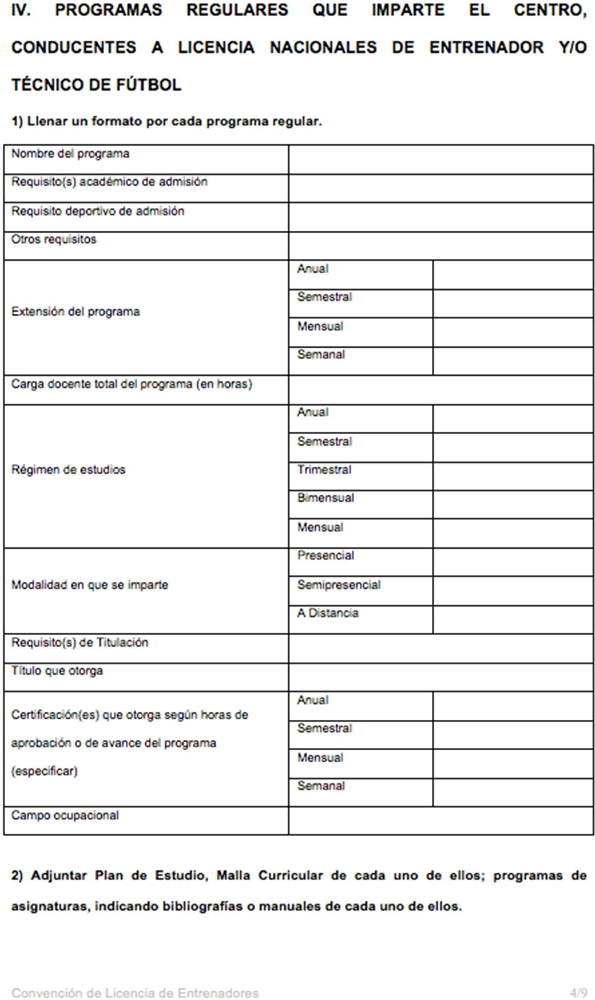 IV. PROGRAMAS REGULARES QUE IMPARTE EL CENTRO,
CONDUCENTES A LICENCIA NACIONALES DE ENTRENADOR Y/O
TÉCNICO DE FÚTBOL
1) Llenar un formato por cada programa regular.
Nombre del programa
Requisito(s) académico de admisión
Requisito deportivo de admisión
Otros requisitos
Extensión del programa
Anual
Semestral
Mensual
Semanal
Carga docente total del programa (en horas)
Régimen de estudios
Anual
Semestral
Trimestral
Bimensual
Mensual
Modalidad en que se imparte
Presencial
Semipresencial
A Distancia
Requisito(s) de Titulación
Título que otorga
Certificación(es) que otorga según horas de
aprobación o de avance del programa
(especificar)
Anual
Semestral
Mensual
Semanal
Campo ocupacional
2) Adjuntar Plan de Estudio, Malla Curricular de cada uno de ellos; programas de
asignaturas, indicando bibliografías o manuales de cada uno de ellos.
Convención de Licencia de Entrenadores
4/9